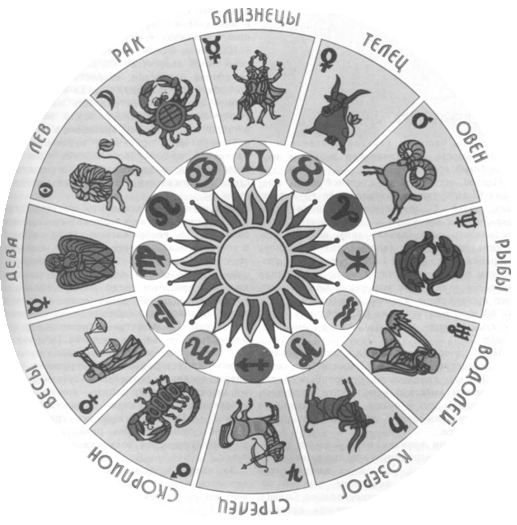 БЛИЗНЕЦЫ
ТЕЛЕЦ
ОВЕН
РЫБЫ
ВОДОЛЕЙ
КОЗЕРОГ
СТРЕЛЕЦ
СКОРПИОН
ВЕСЫ
ДЕВА
ЛЕВ
РАК